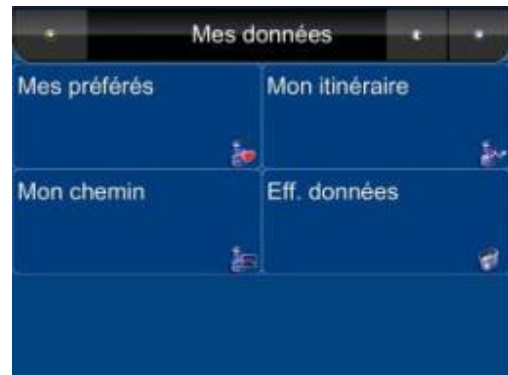 Mes données
Mes préférés
Mon itinéraire
Mon chemin
Eff. données